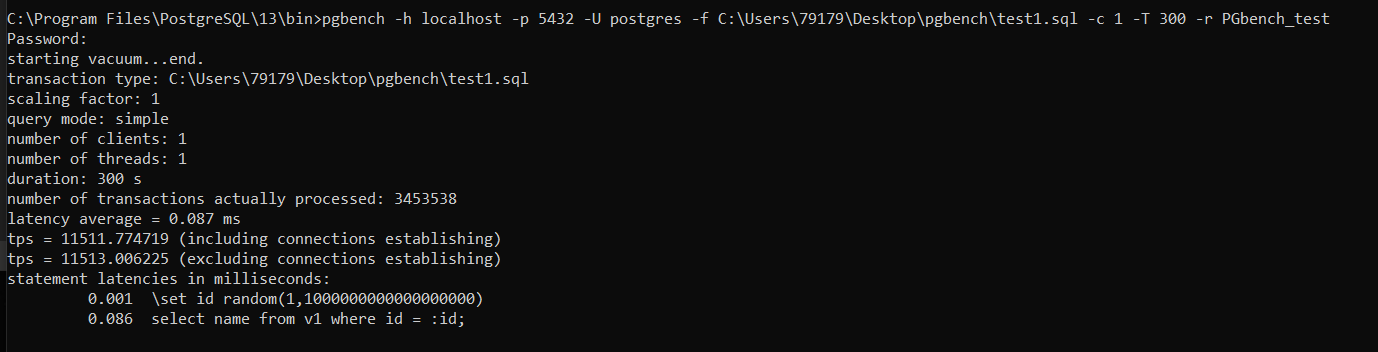 C:\Program Files\PostgreSQL\13\bin>pgbench -h localhost -p 5432 -U postgres -f C:\Users\79179\Desktop\pgbench\test1.sql -c 1 -T 300 -r PGbench_test
Password:
starting vacuum...end.
transaction type: C:\Users\79179\Desktop\pgbench\test1.sql
scaling factor: 1
query mode: simple
number of clients: 1
number of threads: 1
duration: 300 s
number of transactions actually processed: 3453538
latency average = 0.087 ms
tps = 11511.774719 (including connections establishing)
tps = 11513.006225 (excluding connections establishing)
statement latencies in milliseconds:
0.001 \set id random(1,1000000000000000000)
0.086 select name from v1 where id = :id;